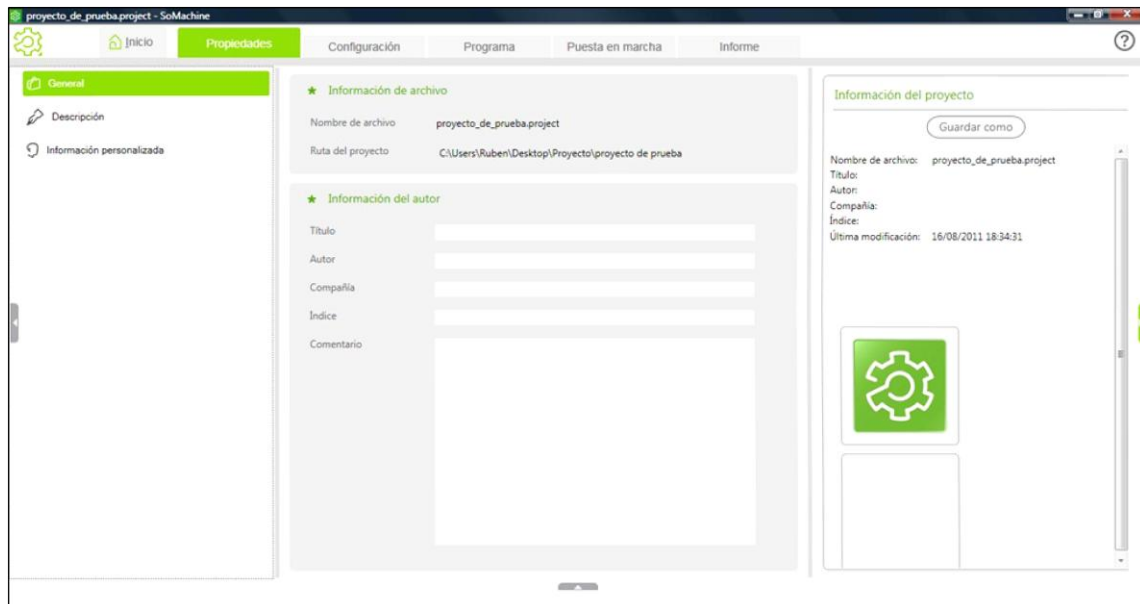 proyecto_de_prueba.project - SoMachine
Inicio Propiedades Configuración Programa Puesta en marcha Informe ?
General
Descripción
Información personalizada
Información de archivo
Nombre de archivo proyecto_de_prueba.project
Ruta del proyecto C:\Users\Ruben\Desktop\Proyecto\proyecto de prueba
Información del autor
Título
Autor
Compañía
Índice
Comentario
Información del proyecto
Guardar como
Nombre de archivo: proyecto_de_prueba.project
Título:
Autor:
Compañía:
Índice:
Última modificación: 16/08/2011 18:34:31